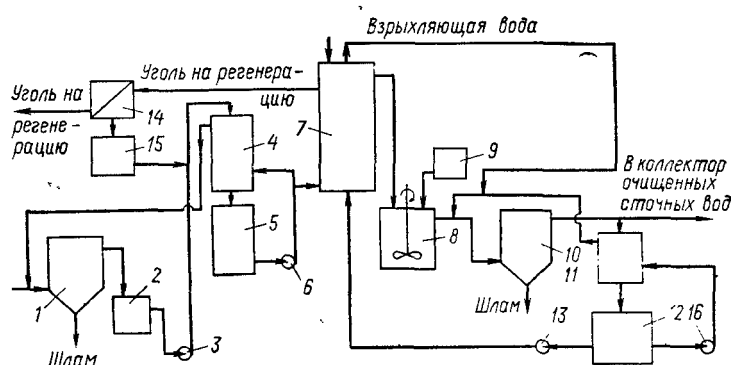 Взрыхляющая вода
Уголь на регенера-
цию
Уголь на
регене-
рацию
14
15
4
7
9
В коллектор
очищенных
сточных вод
5
8
10
11
6
2
1
3
Шлам
Шлам
13
12
16